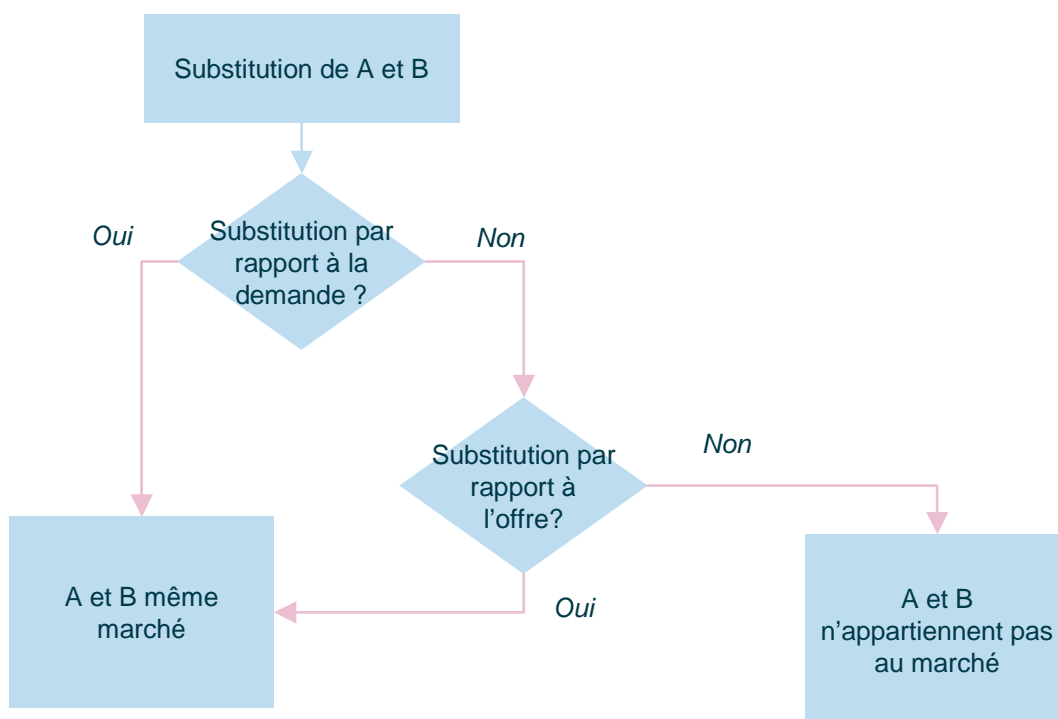 Substitution de A et B
Oui
Substitution par
rapport à la
demande ?
Non
Substitution par
rapport à
l’offre?
Non
A et B même
marché
Oui
A et B
n’appartiennent pas
au marché